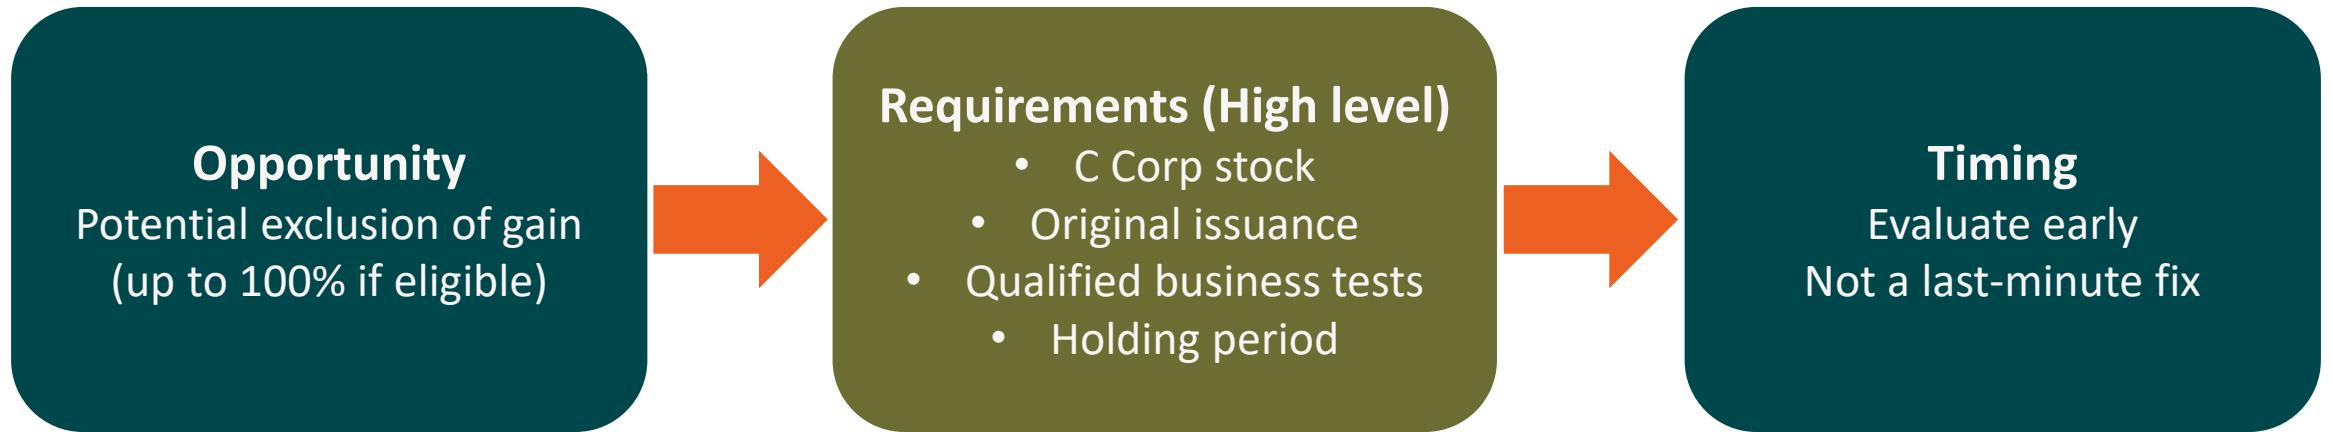 Opportunity
Potential exclusion of gain
(up to 100% if eligible)
Requirements (High level)
• C Corp stock
• Original issuance
• Qualified business tests
• Holding period
Timing
Evaluate early
Not a last-minute fix